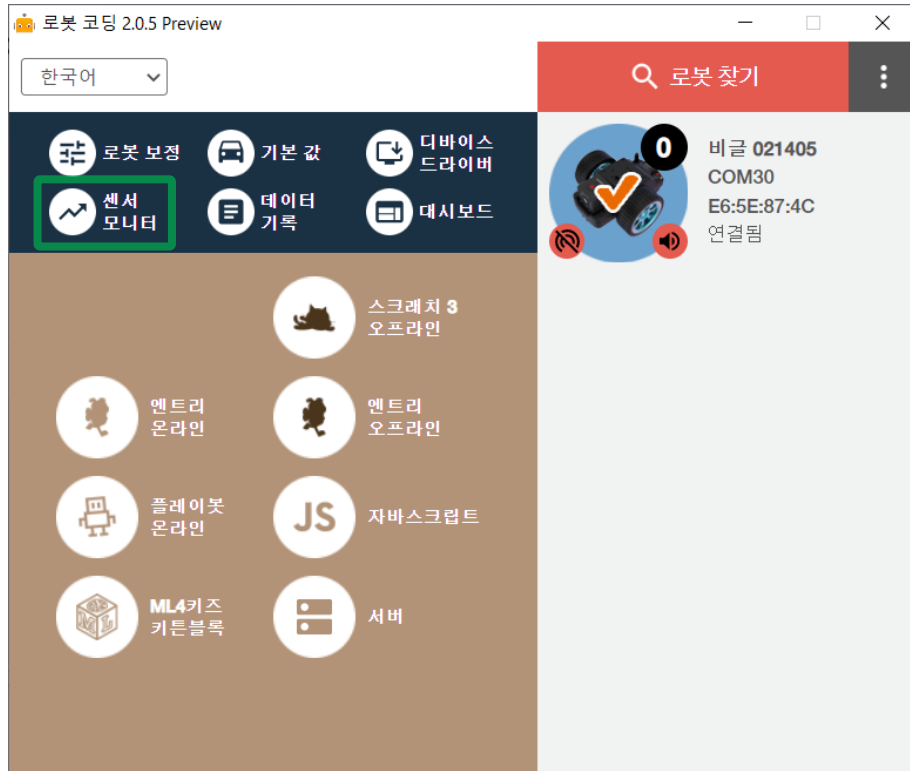 로봇 코딩 2.0.5 Preview
한국어
로봇 찾기
로봇 보정
기본 값
디바이스
드라이버
센서
모니터
데이터
기록
대시보드
0
비글 021405
COM30
E6:5E:87:4C
연결됨
스크래치 3
오프라인
엔트리
온라인
엔트리
오프라인
플레이봇
온라인
JS
자바스크립트
ML
ML4키즈
키튼블록
서버